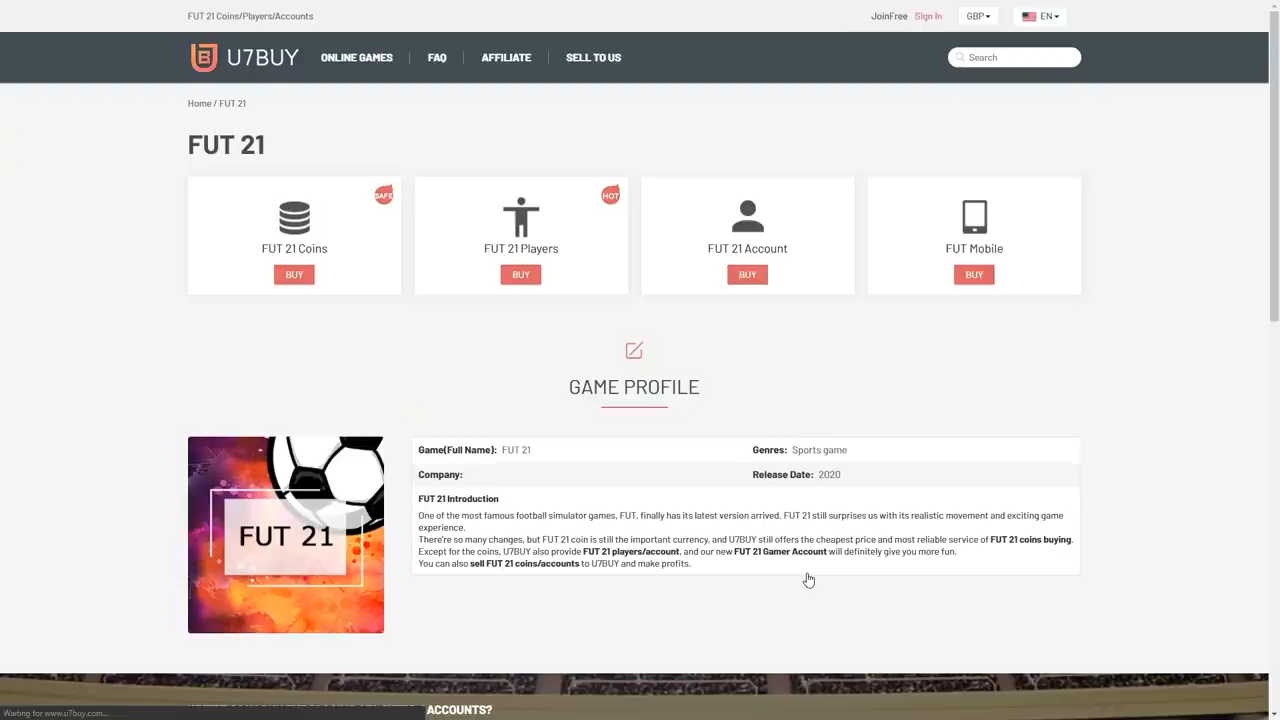 FUT 21 Coins/Players/Accounts
JoinFree Sign In GBP EN
U7BUY ONLINE GAMES FAQ AFFILIATE SELL TO US Search
Home / FUT 21
FUT 21
SAFE
HOT
FUT 21 Coins
FUT 21 Players
FUT 21 Account
FUT Mobile
BUY
BUY
BUY
BUY
GAME PROFILE
Game(Full Name): FUT 21 Genres: Sports game
Company: Release Date: 2020
FUT 21 Introduction
One of the most famous football simulator games, FUT, finally has its latest version arrived. FUT 21 still surprises us with its realistic movement and exciting game
experience.
There're so many changes, but FUT 21 coin is still the important currency, and U7BUY still offers the cheapest price and most reliable service of FUT 21 coins buying.
Except for the coins, U7BUY also provide FUT 21 players/account, and our new FUT 21 Gamer Account will definitely give you more fun.
You can also sell FUT 21 coins/accounts to U7BUY and make profits.
FUT 21
ACCOUNTS?
Waiting for www.u7buy.com...